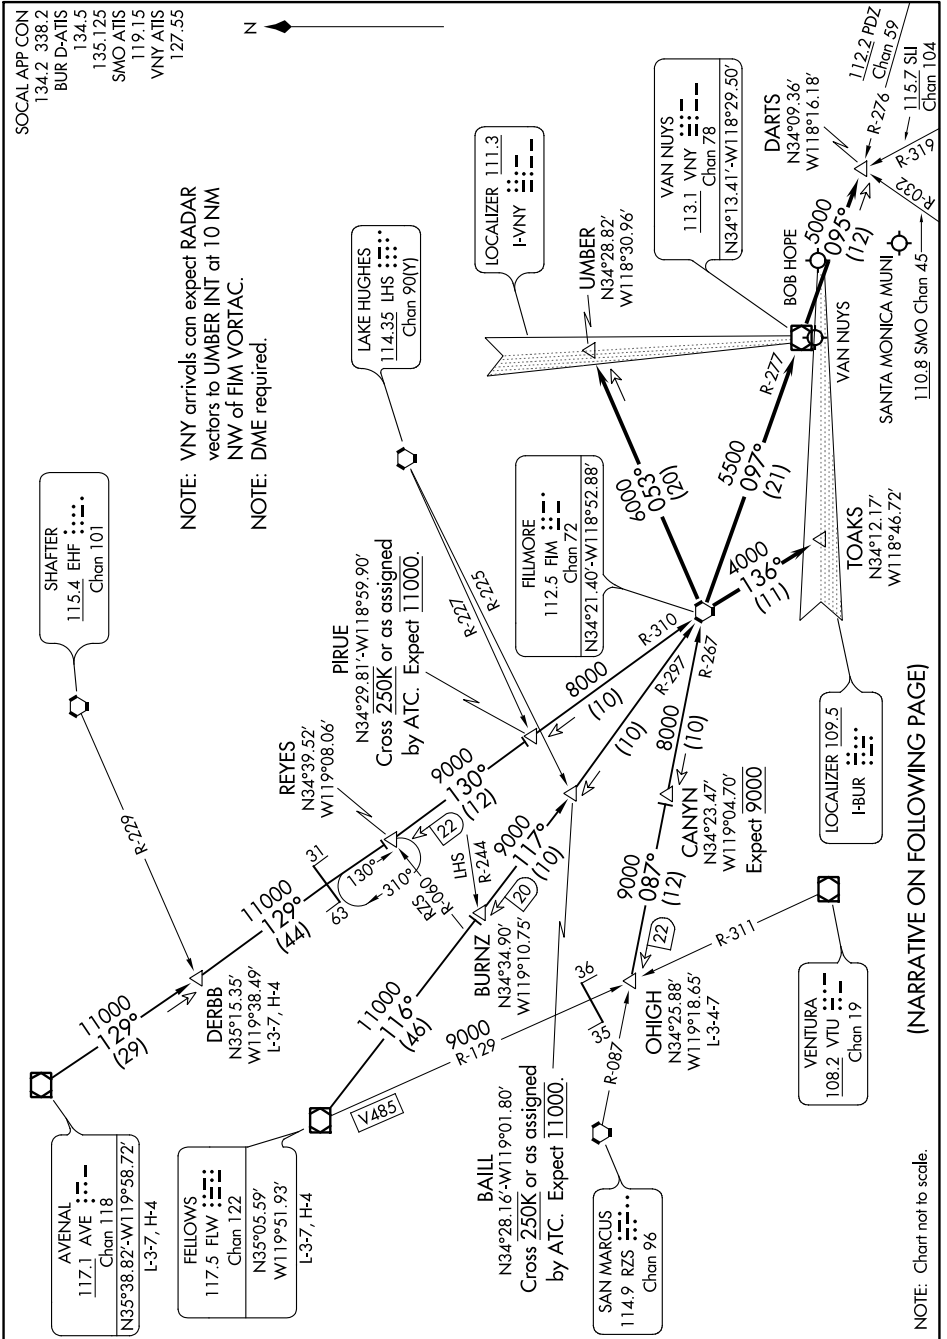 SOCAL APP CON
134.2 338.2
BUR D-ATIS
134.5
135.125
SMO ATIS
119.15
VNY ATIS
127.55
N
NOTE: VNY arrivals can expect RADAR
vectors to UMBER INT at 10 NM
NW of FIM VORTAC.
NOTE: DME required.
SHAFTER
115.4 EHF
Chan 101
R-229
AVENAL
117.1 AVE
Chan 118
N35°38.82'-W119°58.72'
L-3-7, H-4
11000
129°
(29)
DERBB
N35°15.35'
W119°38.49'
L-3-7, H-4
11000
129°
(44)
31
63
130°
310°
REYES
N34°39.52'
W119°08.06'
22
R-060
RZS
9000
130°
(12)
PIRUE
N34°29.81'-W118°59.90'
Cross 250K or as assigned
by ATC. Expect 11000.
8000
(10)
R-310
LAKE HUGHES
114.35 LHS
Chan 90(Y)
R-227
R-225
LHS
R-244
FELLOWS
117.5 FLW
Chan 122
N35°05.59'
W119°51.93'
L-3-7, H-4
V485
11000
116°
(46)
9000
R-129
BURNZ
N34°34.90'
W119°10.75'
20
9000
117°
(10)
BAILL
N34°28.16'-W119°01.80'
Cross 250K or as assigned
by ATC. Expect 11000.
(10)
R-297
SAN MARCUS
114.9 RZS
Chan 96
R-087
35
36
OHIGH
N34°25.88'
W119°18.65'
L-3-4-7
22
9000
087°
(12)
CANYN
N34°23.47'
W119°04.70'
Expect 9000
8000
(10)
R-267
VENTURA
108.2 VTU
Chan 19
R-311
FILLMORE
112.5 FIM
Chan 72
N34°21.40'-W118°52.88'
6000
053°
(20)
UMBER
N34°28.82'
W118°30.96'
LOCALIZER 111.3
I-VNY
5500
097°
(21)
R-277
VAN NUYS
113.1 VNY
Chan 78
N34°13.41'-W118°29.50'
4000
136°
(11)
TOAKS
N34°12.17'
W118°46.72'
LOCALIZER 109.5
I-BUR
VAN NUYS
BOB HOPE
5000
095°
(12)
DARTS
N34°09.36'
W118°16.18'
112.2 PDZ
Chan 59
R-276
115.7 SLI
Chan 104
R-319
R-032
SANTA MONICA MUNI
110.8 SMO Chan 45
(NARRATIVE ON FOLLOWING PAGE)
NOTE: Chart not to scale.